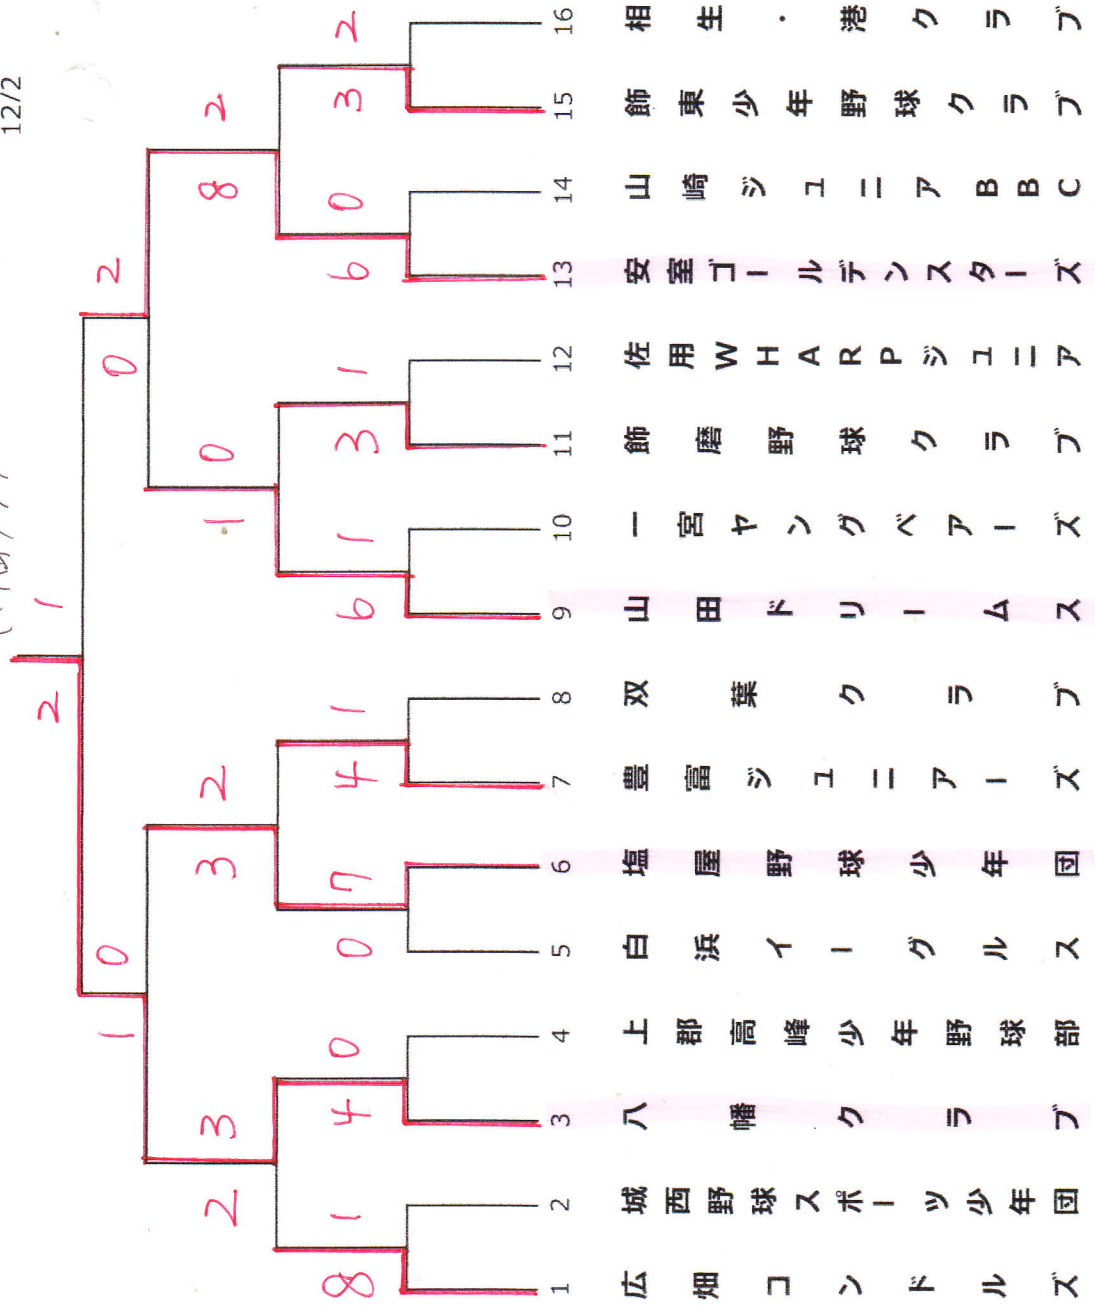 12/2
1
2
2
0
0
1
2
8
0
1
2
3
3
2
2
3
0
6
1
3
1
6
1
4
7
0
0
4
1
8
16 相生・港クラブ
15 飾東少年野球クラブ
14 山崎ジュニアBBC
13 安室ゴールデンスターズ
12 佐用WHARPジュニア
11 飾磨野球クラブ
10 一宮ヤングベアーズ
9 山田ドリームス
8 双葉クラブ
7 豊富ジュニアーズ
6 塩屋野球少年団
5 白浜イーグルス
4 上郡高峰少年野球部
3 八幡クラブ
2 城西野球スポーツ少年団
1 広畑コンドルズ